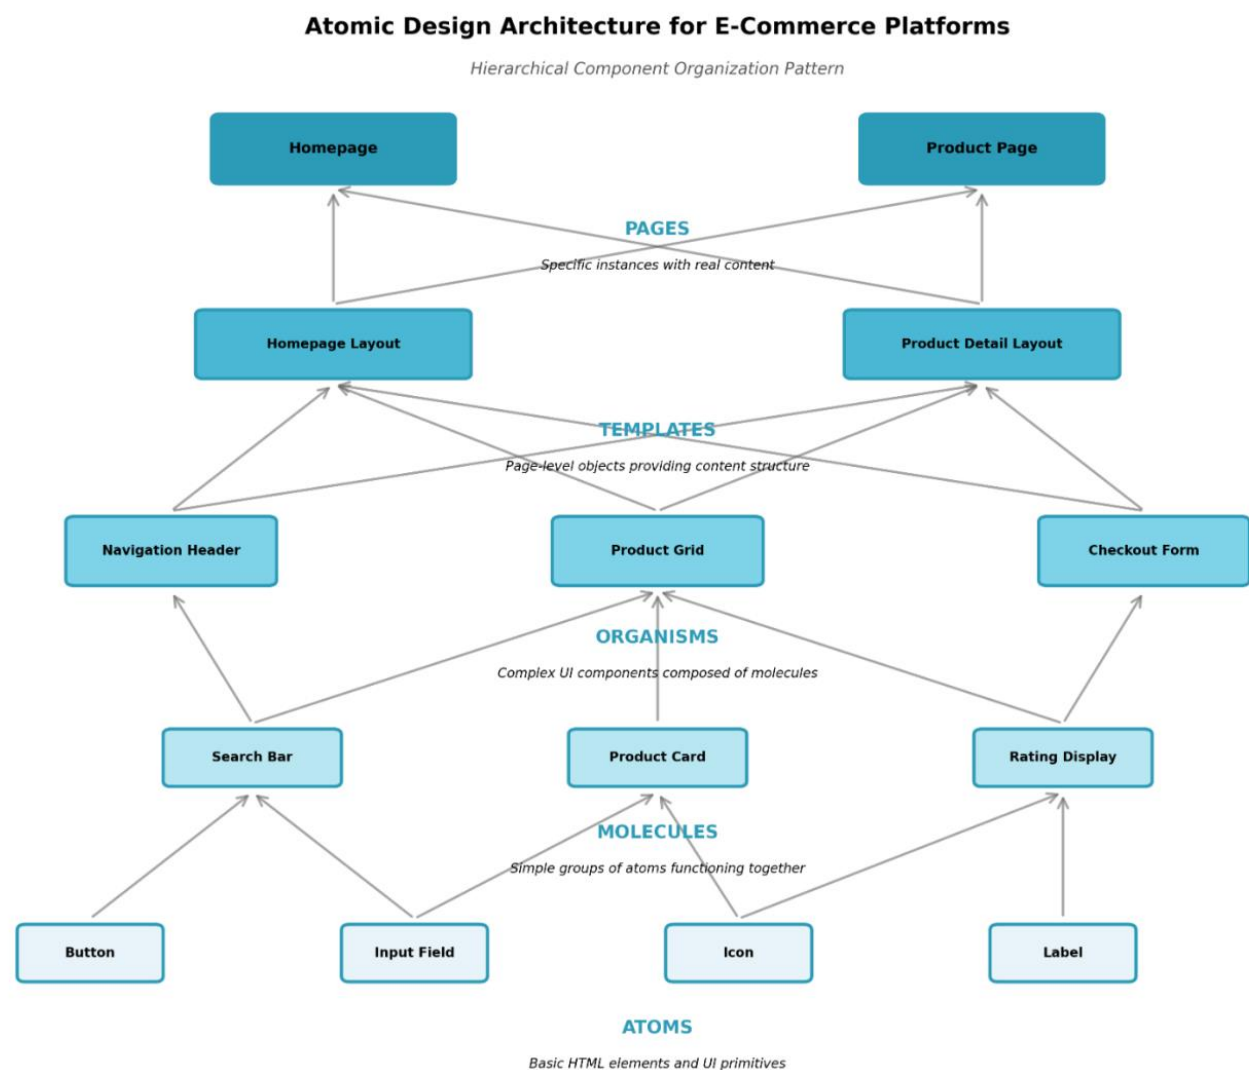 Atomic Design Architecture for E-Commerce Platforms
Hierarchical Component Organization Pattern
Homepage
Product Page
PAGES
Specific instances with real content
Homepage Layout
Product Detail Layout
TEMPLATES
Page-level objects providing content structure
Navigation Header
Product Grid
Checkout Form
ORGANISMS
Complex UI components composed of molecules
Search Bar
Product Card
Rating Display
MOLECULES
Simple groups of atoms functioning together
Button
Input Field
Icon
Label
ATOMS
Basic HTML elements and UI primitives